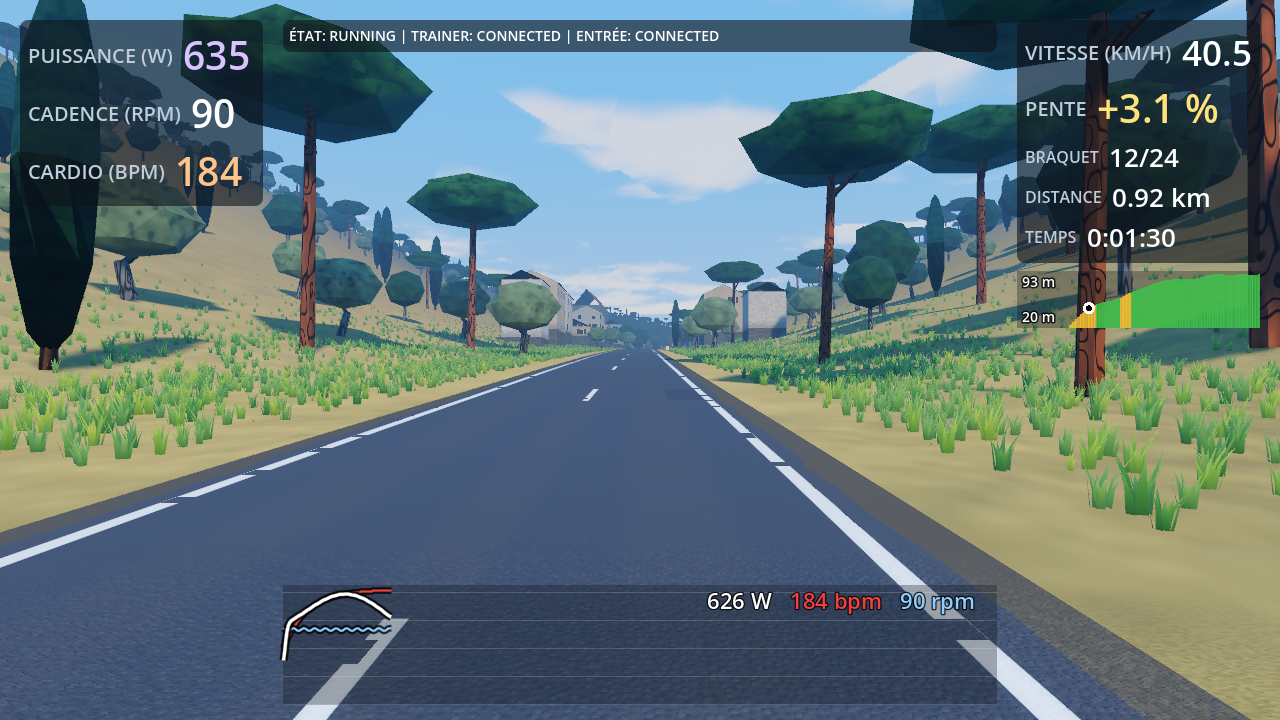 PUISSANCE (W) 635
CADENCE (RPM) 90
CARDIO (BPM) 184
ÉTAT: RUNNING | TRAINER: CONNECTED | ENTRÉE: CONNECTED
VITESSE (KM/H) 40.5
PENTE +3.1 %
BRAQUET 12/24
DISTANCE 0.92 km
TEMPS 0:01:30
93 m
20 m
626 W 184 bpm 90 rpm